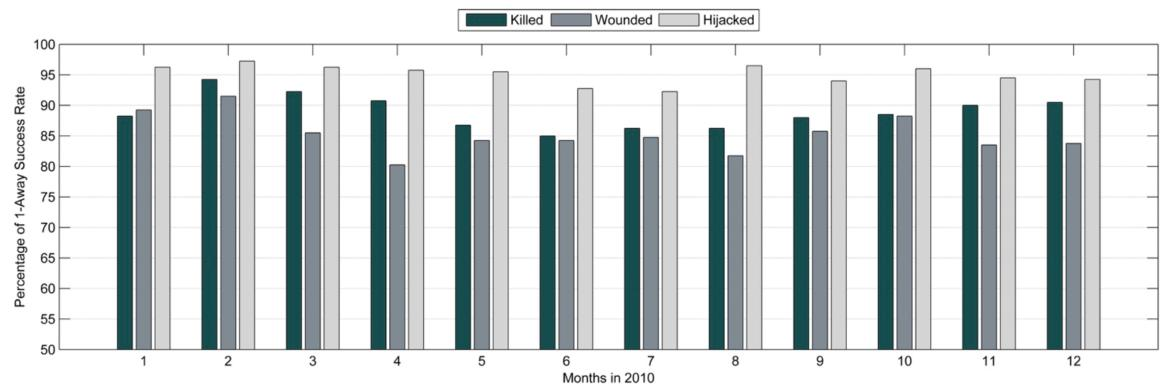 Killed Wounded Hijacked
Percentage of 1-Away Success Rate
100
95
90
85
80
75
70
65
60
55
50
1 2 3 4 5 6 7 8 9 10 11 12
Months in 2010